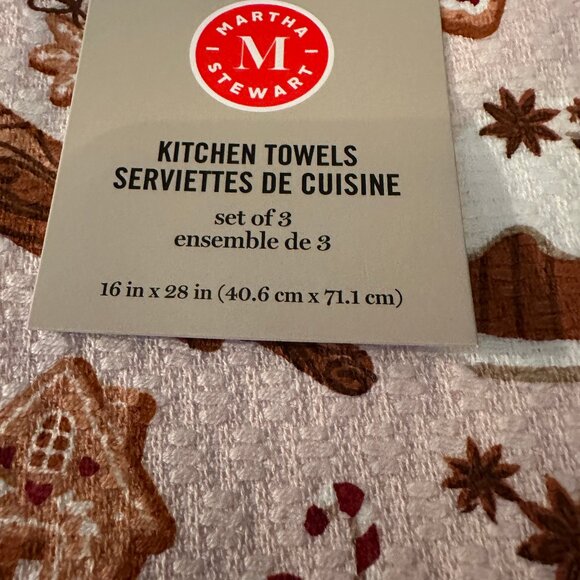 MARTHA
M
STEWART
KITCHEN TOWELS
SERVIETTES DE CUISINE
set of 3
ensemble de 3
16 in x 28 in (40.6 cm x 71.1 cm)